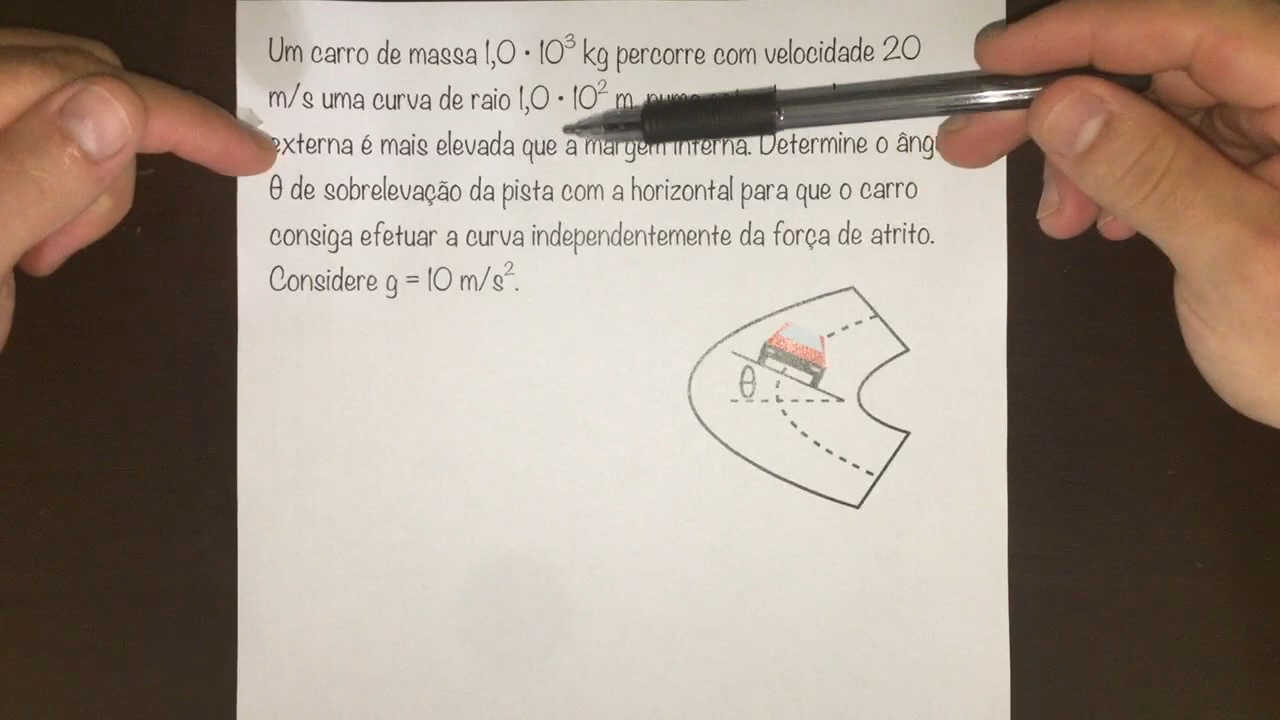 Um carro de massa 1,0 · 10³ kg percorre com velocidade 20
m/s uma curva de raio 1,0 · 10² m,
externa é mais elevada que a margem interna. Determine o
θ de sobrelevação da pista com a horizontal para que o carro
consiga efetuar a curva independentemente da força de atrito.
Considere g = 10 m/s².
θ